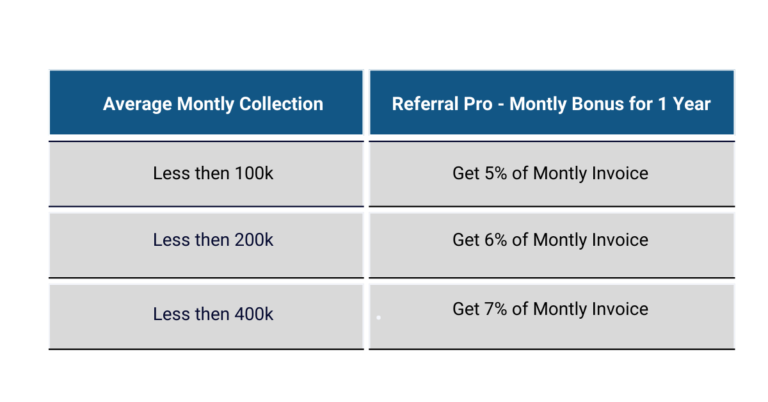 Average Montly Collection
Referral Pro - Montly Bonus for 1 Year
Less then 100k
Get 5% of Montly Invoice
Less then 200k
Get 6% of Montly Invoice
Less then 400k
Get 7% of Montly Invoice